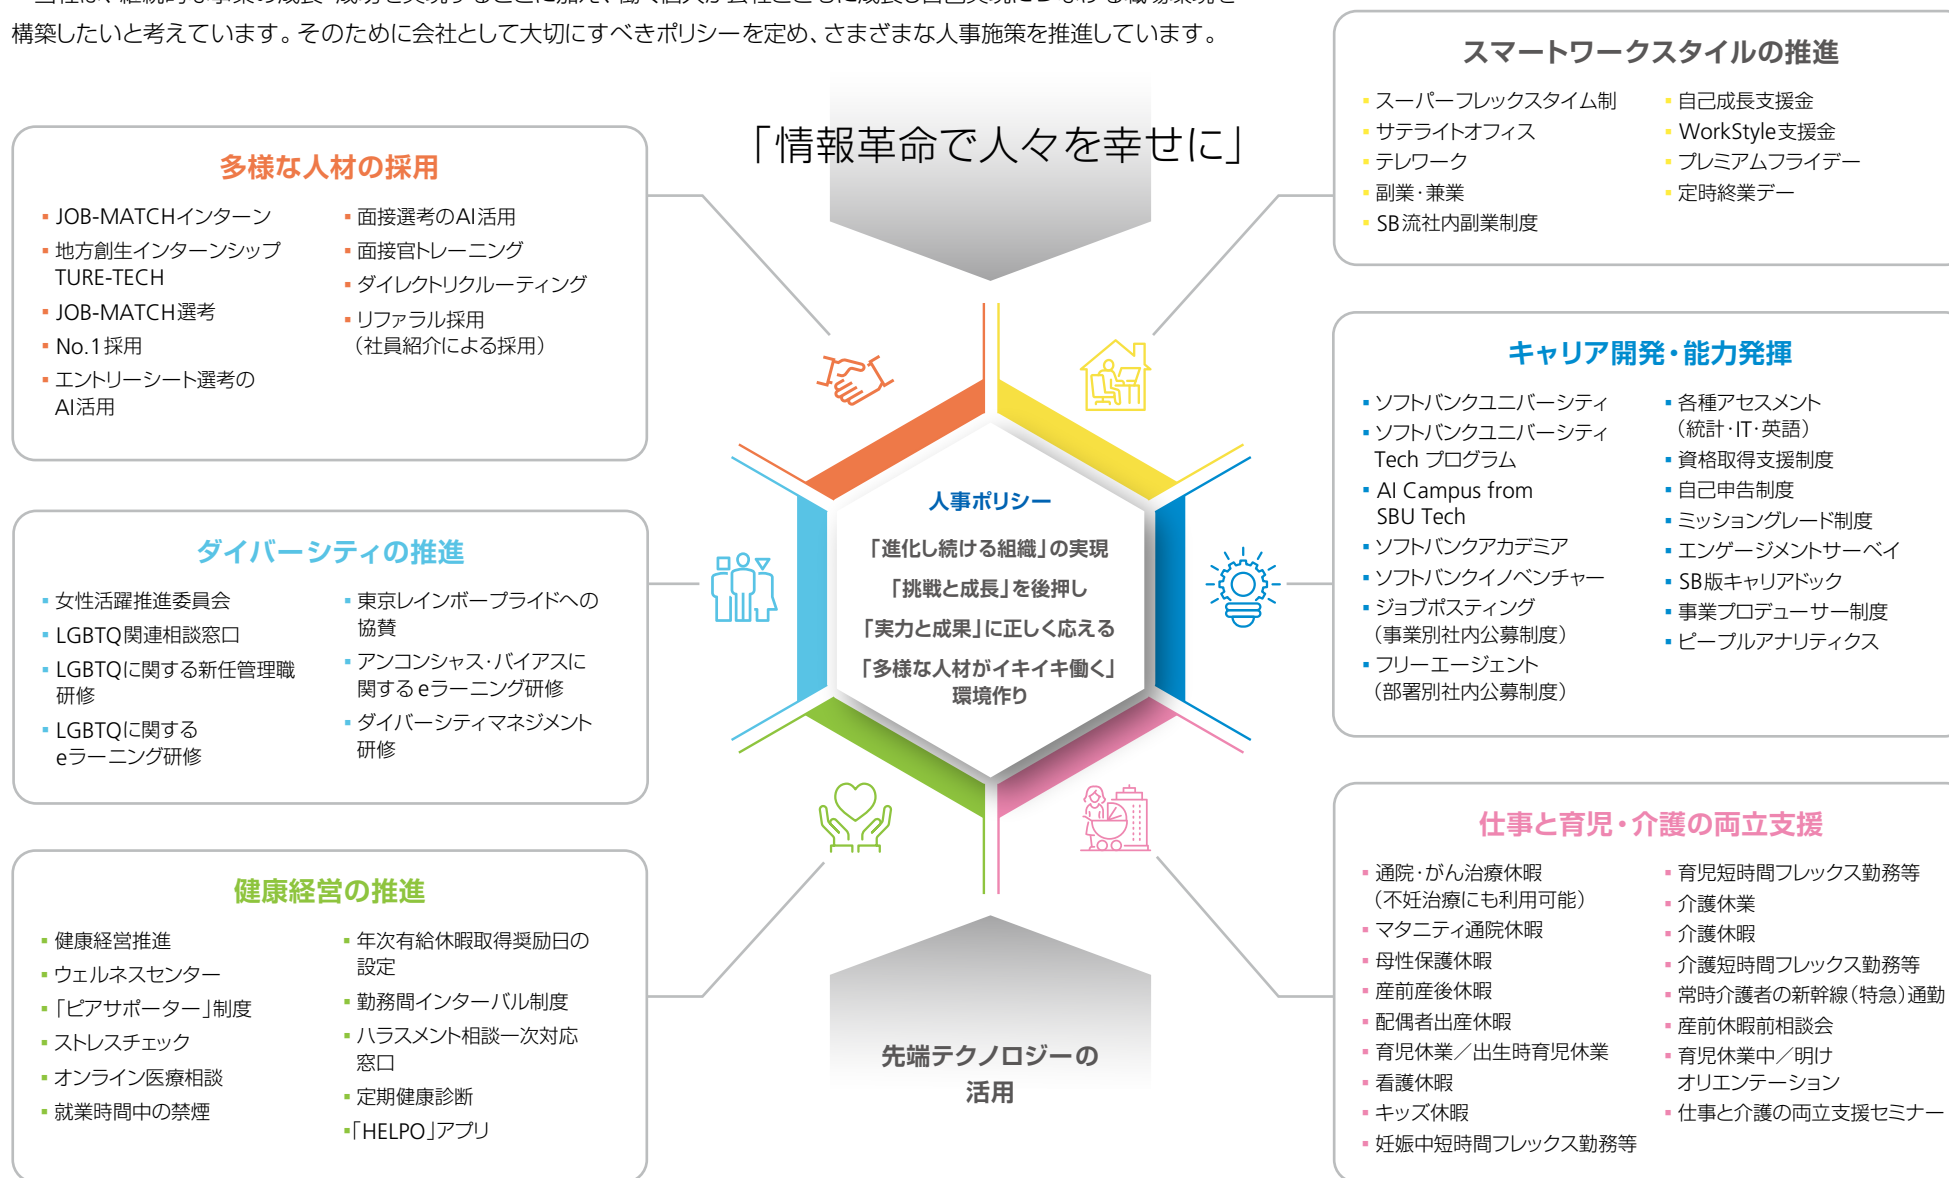 構築したいと考えています。そのために会社として大切にすべきポリシーを定め、さまざまな人事施策を推進しています。
「情報革命で人々を幸せに」
多様な人材の採用
▪ JOB-MATCHインターン
▪ 地方創生インターンシップ
TURE-TECH
▪ JOB-MATCH選考
▪ No.1採用
▪ エントリーシート選考の
AI活用
▪ 面接選考のAI活用
▪ 面接官トレーニング
▪ ダイレクトリクルーティング
▪ リファラル採用
（社員紹介による採用）
ダイバーシティの推進
▪ 女性活躍推進委員会
▪ LGBTQ関連相談窓口
▪ LGBTQに関する新任管理職
研修
▪ LGBTQに関する
eラーニング研修
▪ 東京レインボープライドへの
協賛
▪ アンコンシャス・バイアスに
関するeラーニング研修
▪ ダイバーシティマネジメント
研修
健康経営の推進
▪ 健康経営推進
▪ ウェルネスセンター
▪ 「ピアサポーター」制度
▪ ストレスチェック
▪ オンライン医療相談
▪ 就業時間中の禁煙
▪ 年次有給休暇取得奨励日の
設定
▪ 勤務間インターバル制度
▪ ハラスメント相談一次対応
窓口
▪ 定期健康診断
▪ 「HELPO」アプリ
人事ポリシー
「進化し続ける組織」の実現
「挑戦と成長」を後押し
「実力と成果」に正しく応える
「多様な人材がイキイキ働く」
環境作り
先端テクノロジーの
活用
スマートワークスタイルの推進
▪ スーパーフレックスタイム制
▪ サテライトオフィス
▪ テレワーク
▪ 副業・兼業
▪ SB流社内副業制度
▪ 自己成長支援金
▪ WorkStyle支援金
▪ プレミアムフライデー
▪ 定時終業デー
キャリア開発・能力発揮
▪ ソフトバンクユニバーシティ
▪ ソフトバンクユニバーシティ
Tech プログラム
▪ AI Campus from
SBU Tech
▪ ソフトバンクアカデミア
▪ ソフトバンクイノベンチャー
▪ ジョブポスティング
（事業別社内公募制度）
▪ フリーエージェント
（部署別社内公募制度）
▪ 各種アセスメント
（統計・IT・英語）
▪ 資格取得支援制度
▪ 自己申告制度
▪ ミッショングレード制度
▪ エンゲージメントサーベイ
▪ SB版キャリアドック
▪ 事業プロデューサー制度
▪ ピープルアナリティクス
仕事と育児・介護の両立支援
▪ 通院・がん治療休暇
（不妊治療にも利用可能）
▪ マタニティ通院休暇
▪ 母性保護休暇
▪ 産前産後休暇
▪ 配偶者出産休暇
▪ 育児休業／出生時育児休業
▪ 看護休暇
▪ キッズ休暇
▪ 妊娠中短時間フレックス勤務等
▪ 育児短時間フレックス勤務等
▪ 介護休業
▪ 介護休暇
▪ 介護短時間フレックス勤務等
▪ 常時介護者の新幹線（特急）通勤
▪ 産前休暇前相談会
▪ 育児休業中／明け
オリエンテーション
▪ 仕事と介護の両立支援セミナー